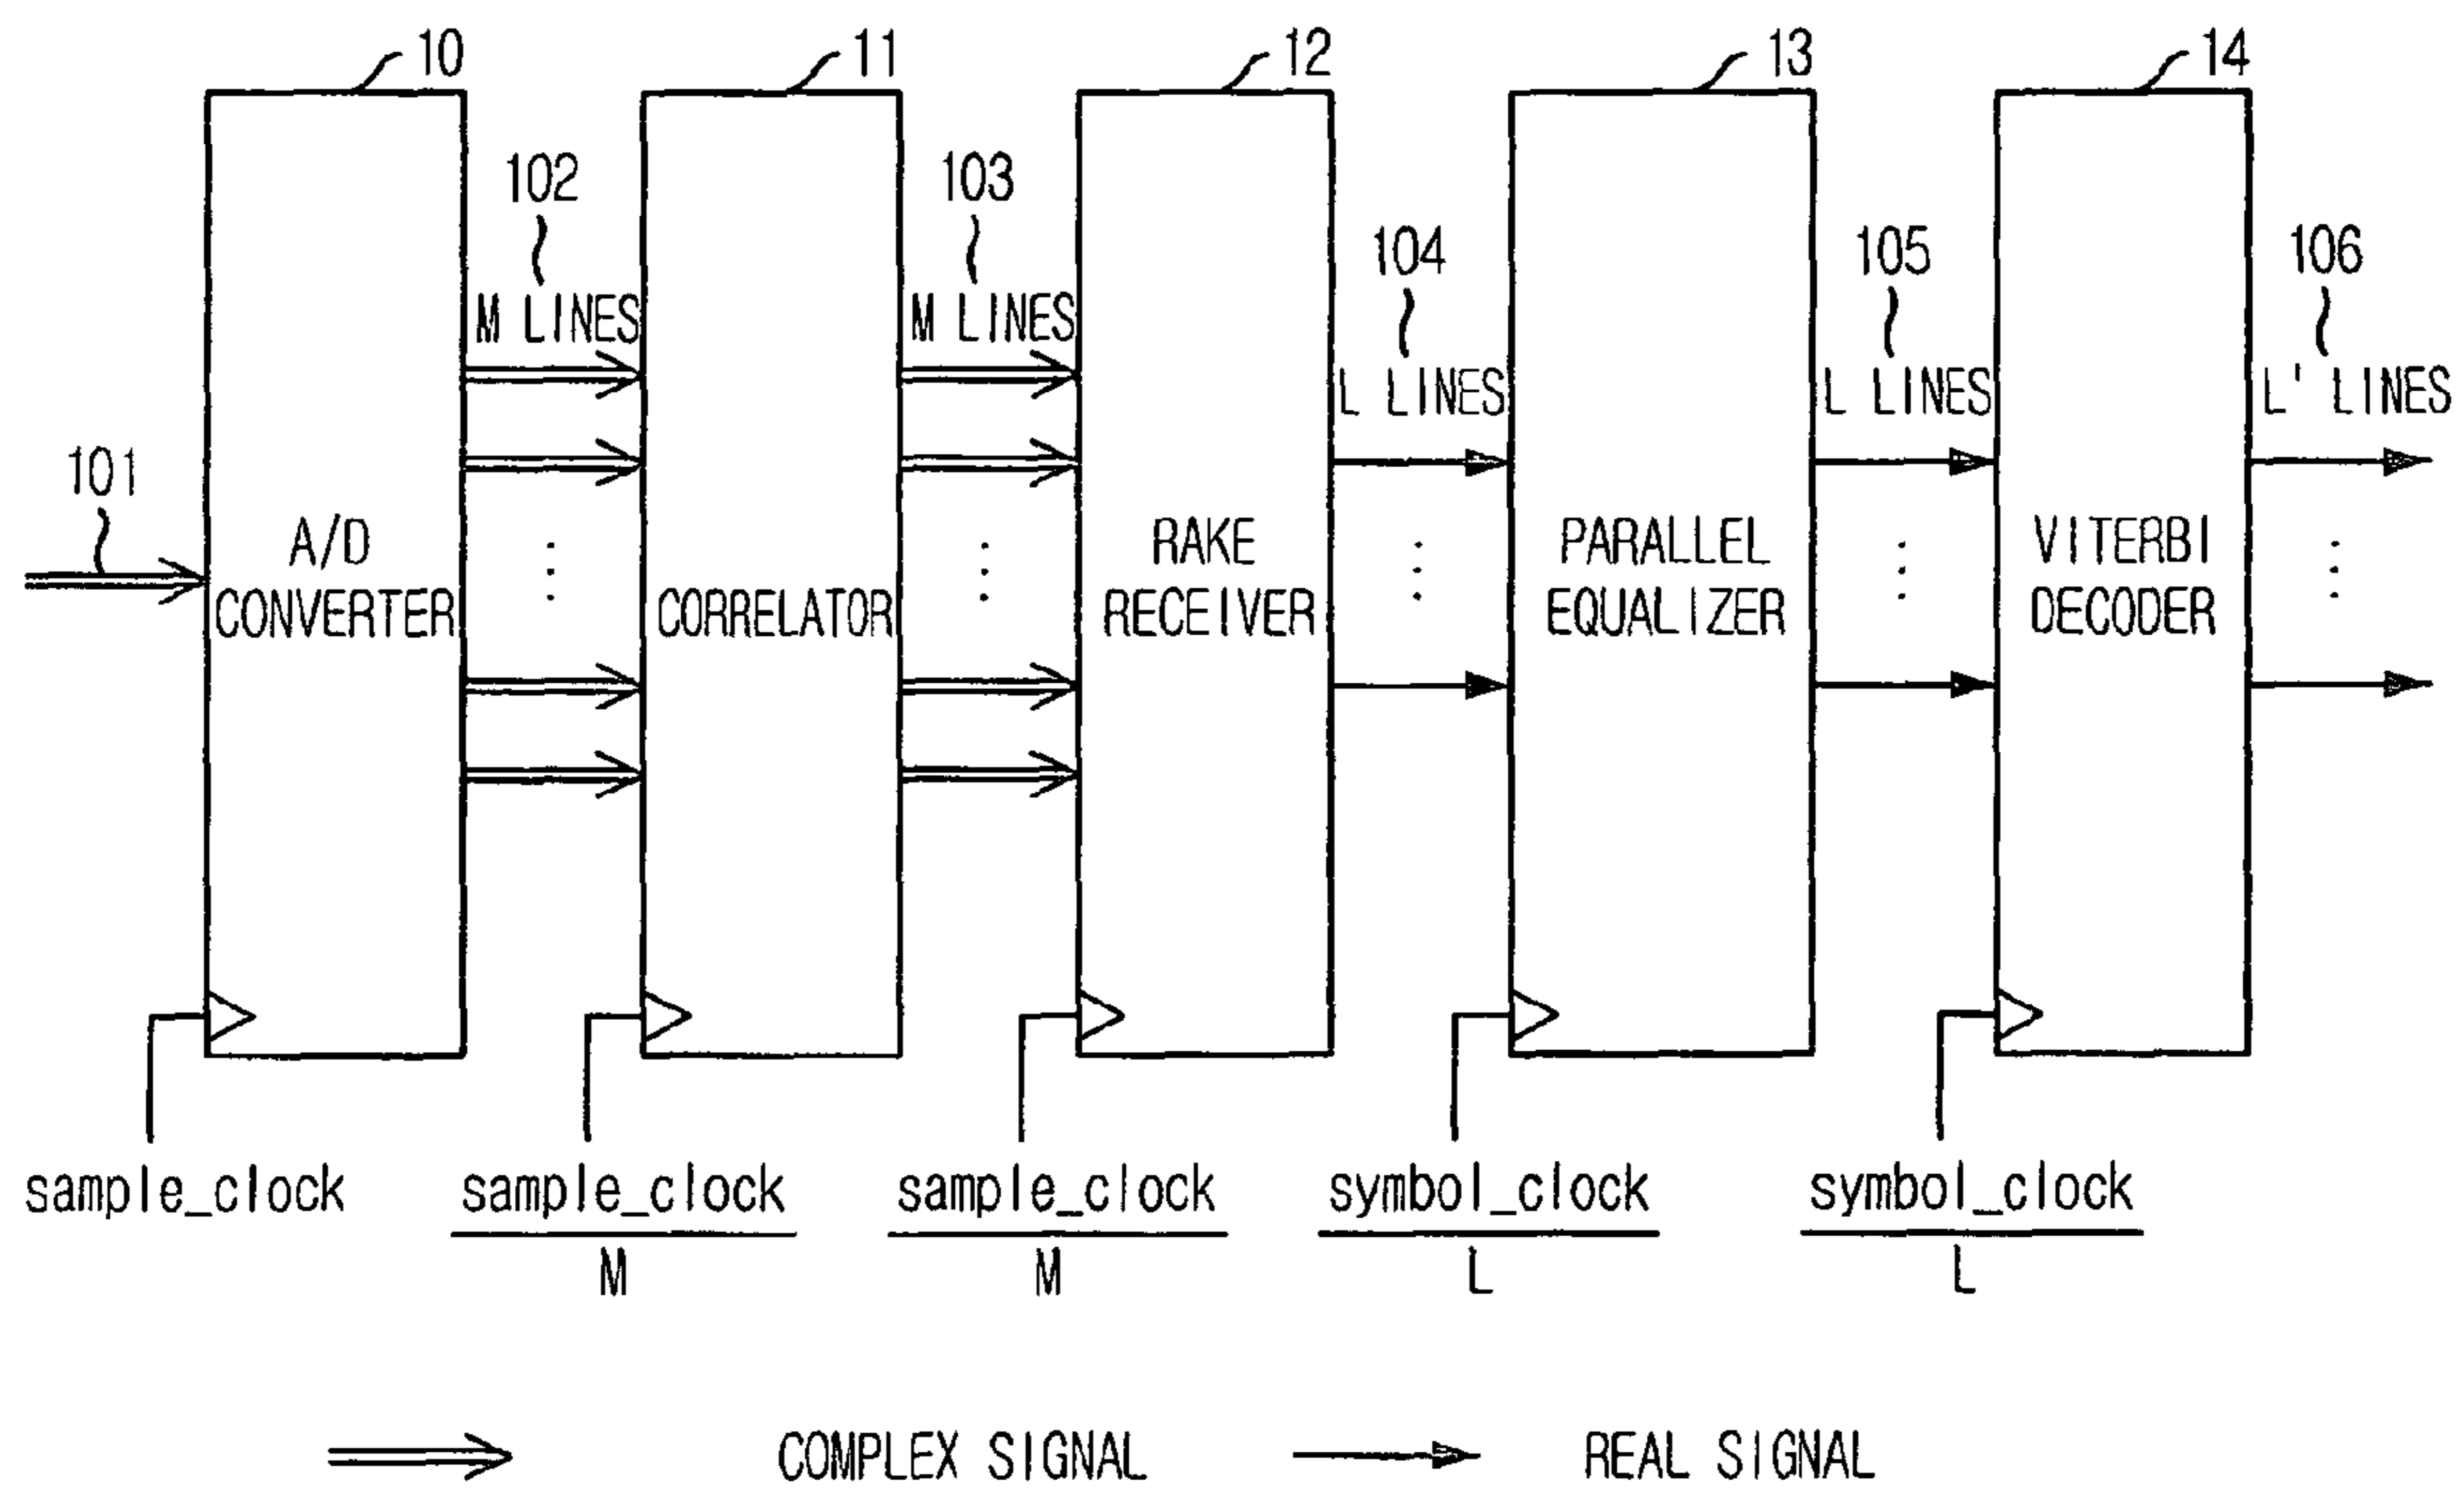 10 11 12 13 14
102 103
104 105 106
M LINES M LINES
L LINES L LINES L' LINES
101
A/D CONVERTER
CORRELATOR
RAKE RECEIVER
PARALLEL EQUALIZER
VITERBI DECODER
sample_clock
sample_clock
M
sample_clock
M
symbol_clock
L
symbol_clock
L
COMPLEX SIGNAL REAL SIGNAL